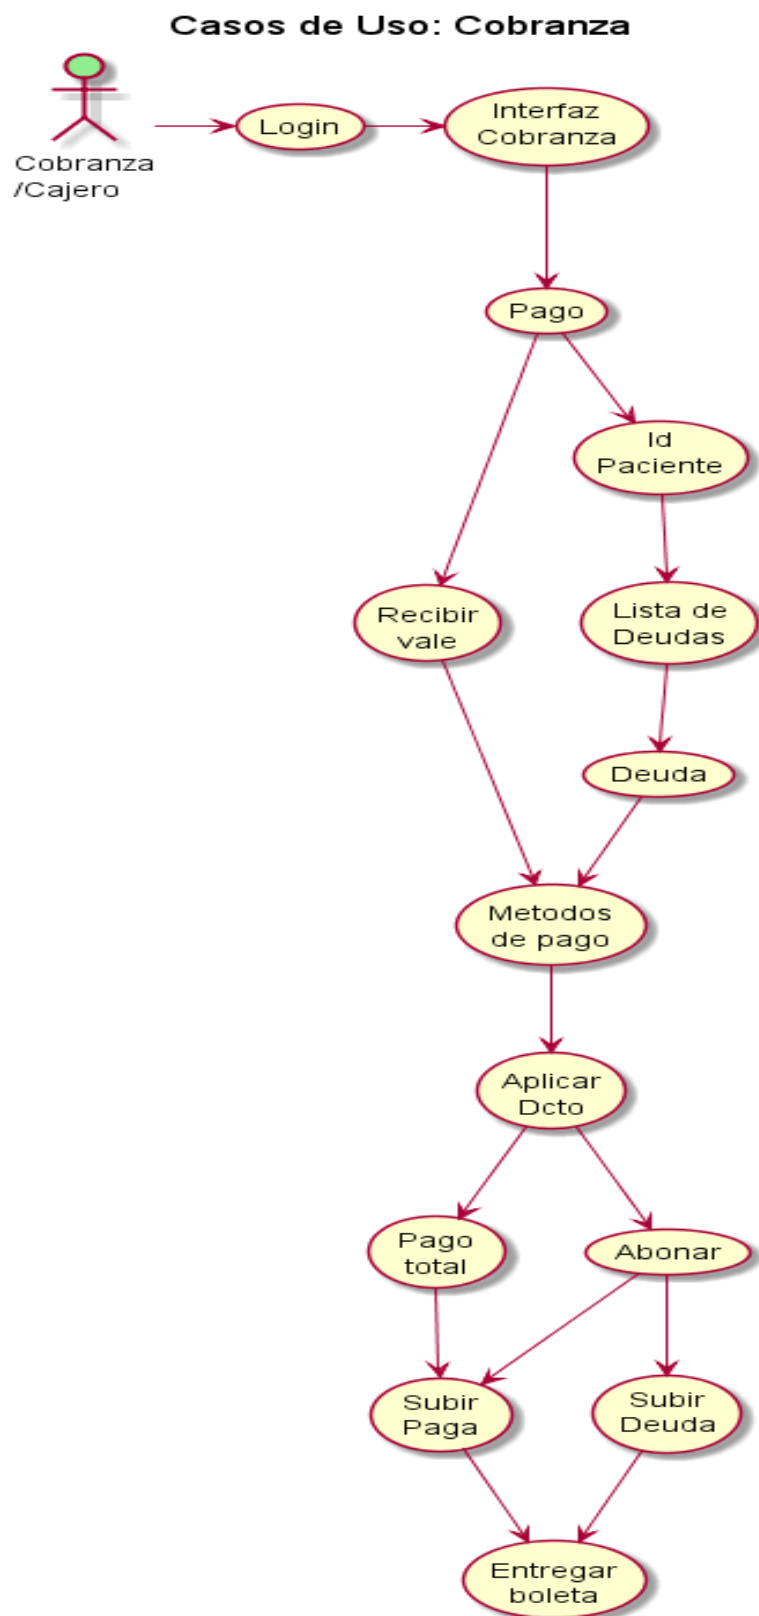 Casos de Uso: Cobranza
Cobranza
/Cajero
Login
Interfaz
Cobranza
Pago
Id
Paciente
Recibir
vale
Lista de
Deudas
Deuda
Metodos
de pago
Aplicar
Dcto
Pago
total
Abonar
Subir
Paga
Subir
Deuda
Entregar
boleta